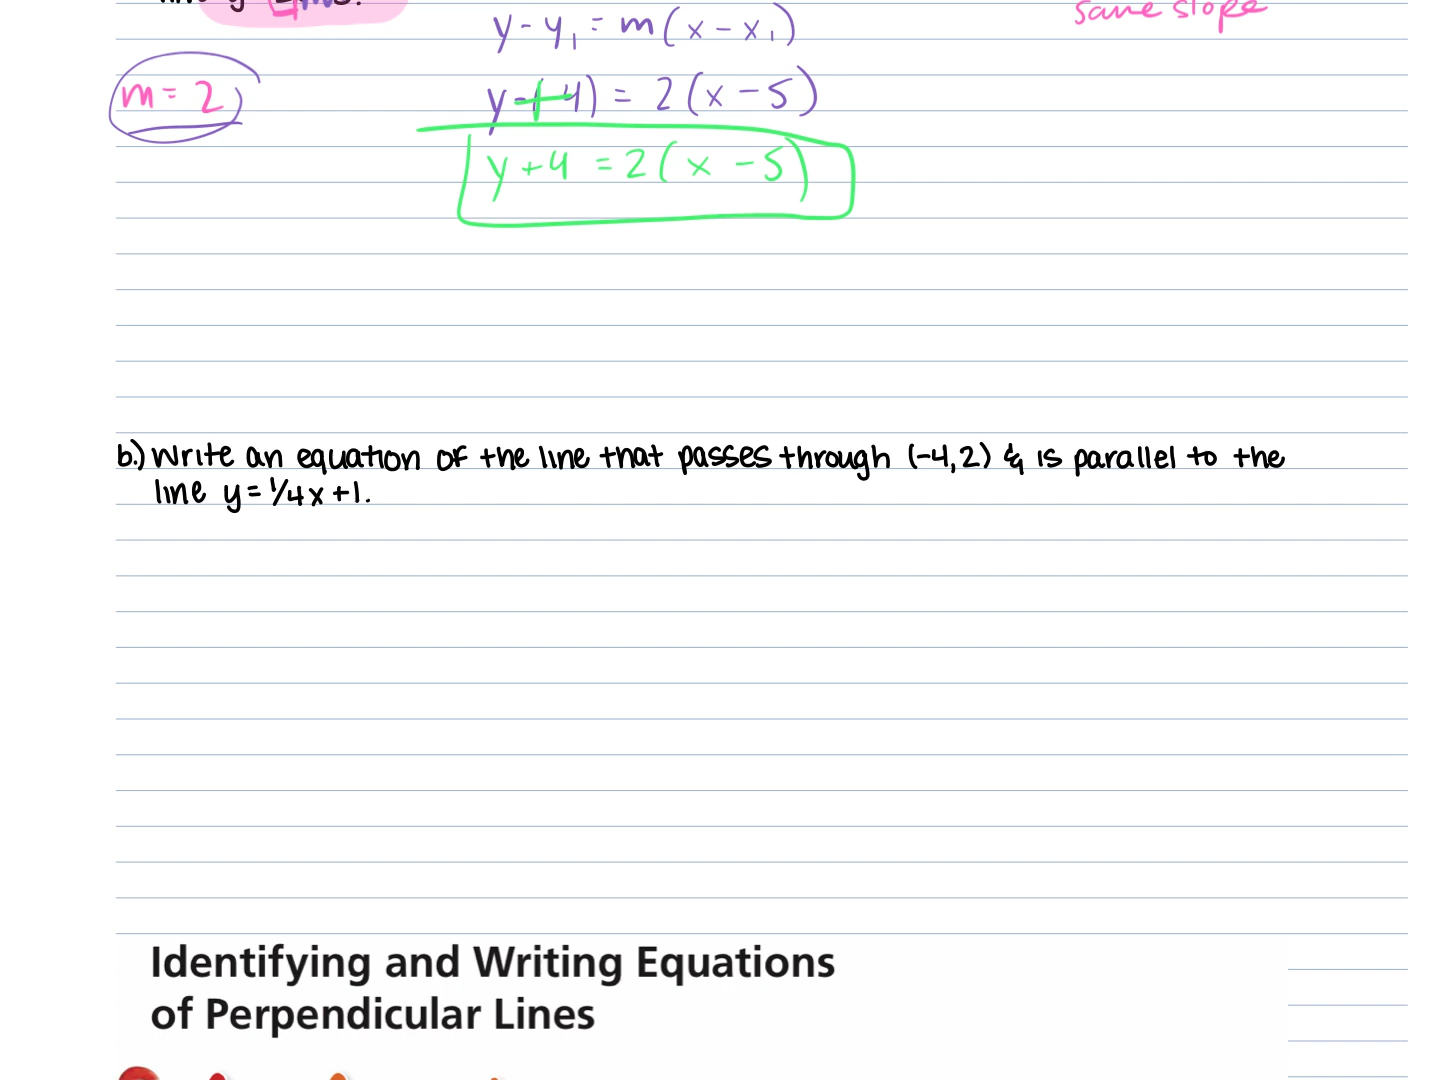 same slope
y-y₁ = m(x-x₁)
m = 2
y-(-4) = 2(x-5)
y+4 = 2(x-5)
b.) Write an equation of the line that passes through (-4,2) & is parallel to the
line y = 1/4x +1.
Identifying and Writing Equations
of Perpendicular Lines